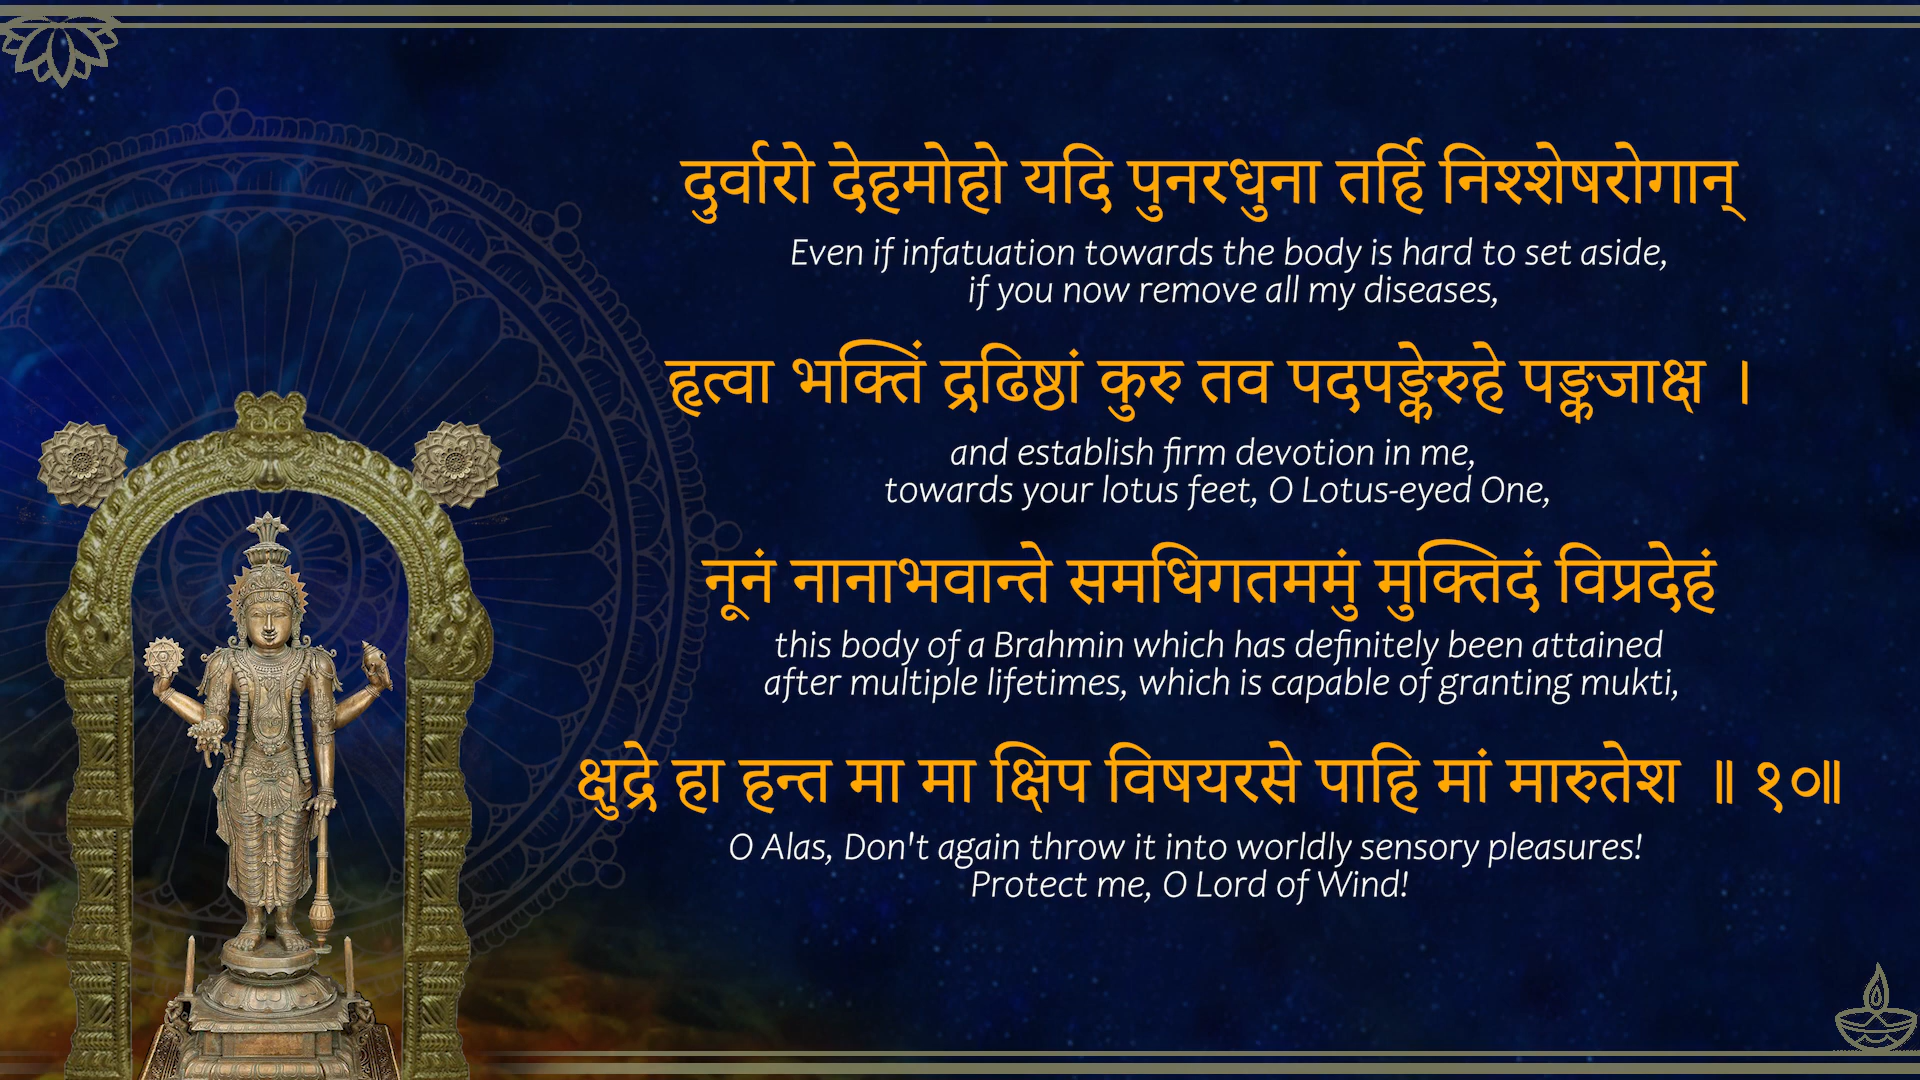 दुर्वारो देहमोहो यदि पुनरधुना तर्हि निश्शेषरोगान्
Even if infatuation towards the body is hard to set aside,
if you now remove all my diseases,
हृत्वा भक्तिं द्रढिष्ठां कुरु तव पदपङ्केरुहे पङ्कजाक्ष ।
and establish firm devotion in me,
towards your lotus feet, O Lotus-eyed One,
नूनं नानाभवान्ते समधिगतममुं मुक्तिदं विप्रदेहं
this body of a Brahmin which has definitely been attained
after multiple lifetimes, which is capable of granting mukti,
क्षुद्रे हा हन्त मा मा क्षिप विषयरसे पाहि मां मारुतेश ॥ १०॥
O Alas, Don't again throw it into worldly sensory pleasures!
Protect me, O Lord of Wind!